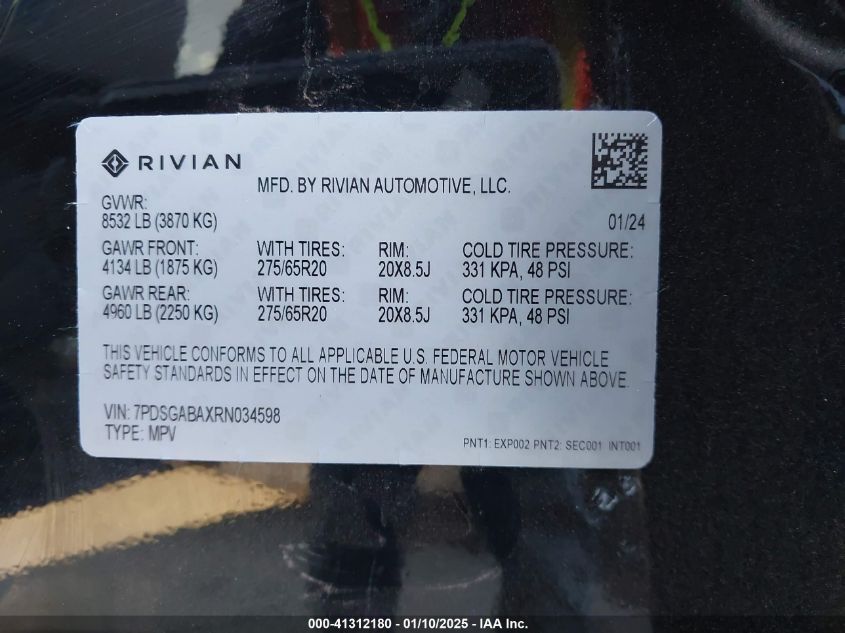 RIVIAN
MFD. BY RIVIAN AUTOMOTIVE, LLC.
GVWR:
8532 LB (3870 KG) 01/24
GAWR FRONT: WITH TIRES: RIM: COLD TIRE PRESSURE:
4134 LB (1875 KG) 275/65R20 20X8.5J 331 KPA, 48 PSI
GAWR REAR: WITH TIRES: RIM: COLD TIRE PRESSURE:
4960 LB (2250 KG) 275/65R20 20X8.5J 331 KPA, 48 PSI
THIS VEHICLE CONFORMS TO ALL APPLICABLE U.S. FEDERAL MOTOR VEHICLE
SAFETY STANDARDS IN EFFECT ON THE DATE OF MANUFACTURE SHOWN ABOVE.
VIN: 7PDSGABAXRN034598
TYPE: MPV
PNT1: EXP002 PNT2: SEC001 INT001
000-41312180 - 01/10/2025 - IAA Inc.